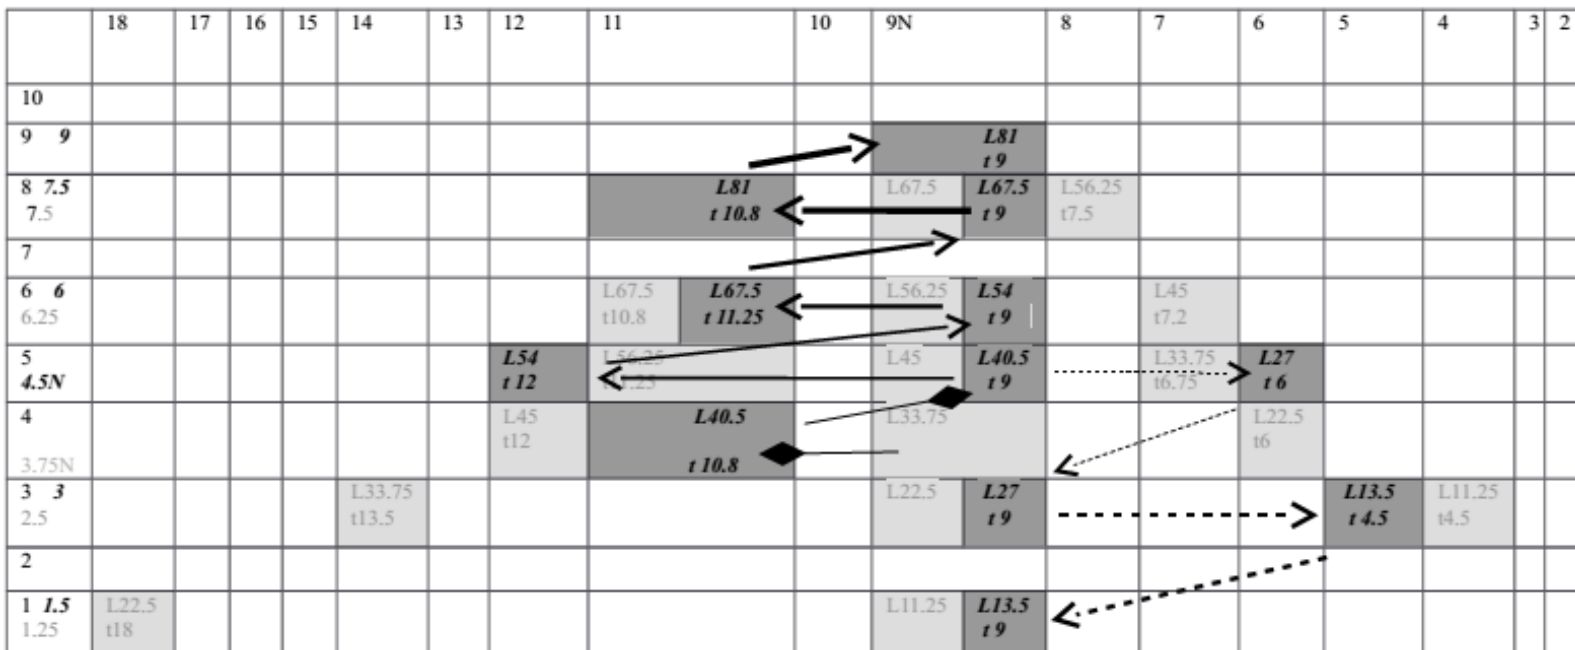 18 17 16 15 14 13 12 11 10 9N 8 7 6 5 4 3 2
10
9 9 L81
t 9
8 7.5 L81 L67.5 L67.5 L56.25
7.5 t 10.8 t 9 t7.5
7
6 6 L67.5 L67.5 L56.25 L54 L45
6.25 t10.8 t 11.25 t 9 t7.2
5 L54 L56.25 L45 L40.5 L33.75 L27
4.5N t 12 t11.25 t 9 t6.75 t 6
4 L45 L40.5 L33.75 L22.5
t12 t6
3.75N t 10.8
3 3 L33.75 L22.5 L27 L13.5 L11.25
2.5 t13.5 t 9 t 4.5 t4.5
2
1 1.5 L22.5 L11.25 L13.5
1.25 t18 t 9